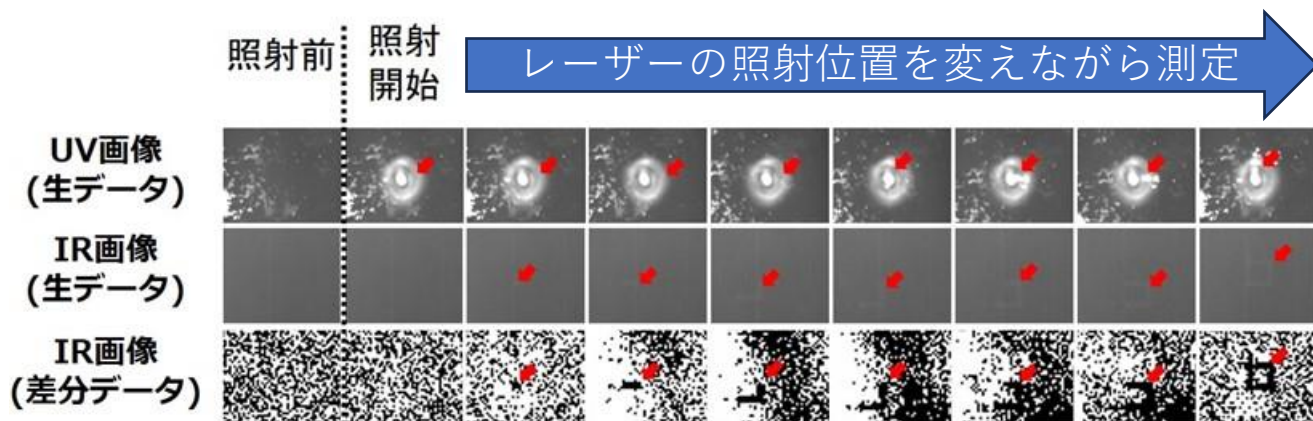 照射前
照射
開始
レーザーの照射位置を変えながら測定
UV画像
(生データ)
IR画像
(生データ)
IR画像
(差分データ)